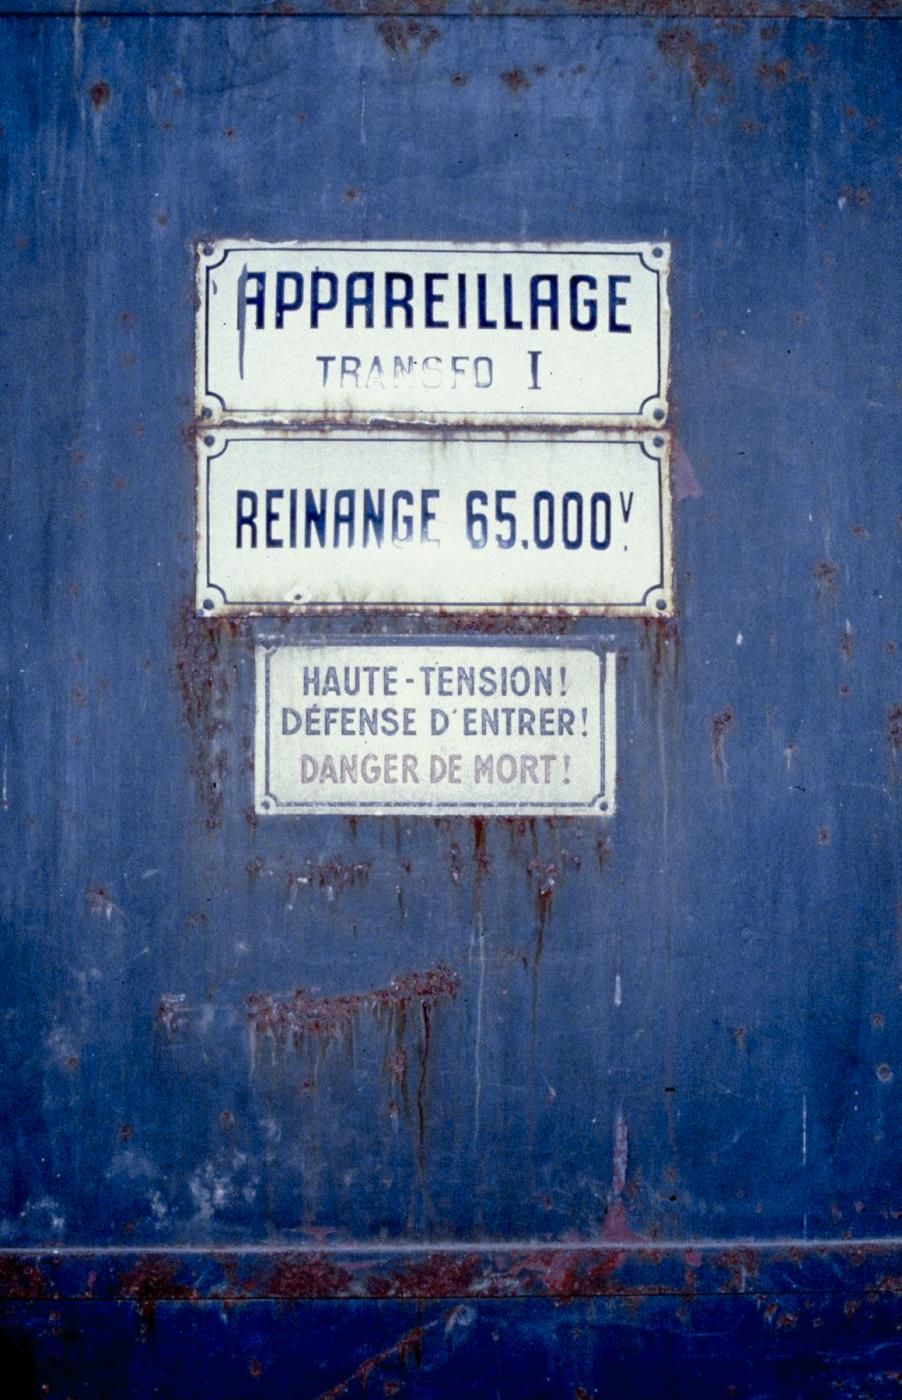 APPAREILLAGE
TRANSFO I
REINANGE 65.000V.
HAUTE-TENSION!
DÉFENSE D'ENTRER!
DANGER DE MORT!